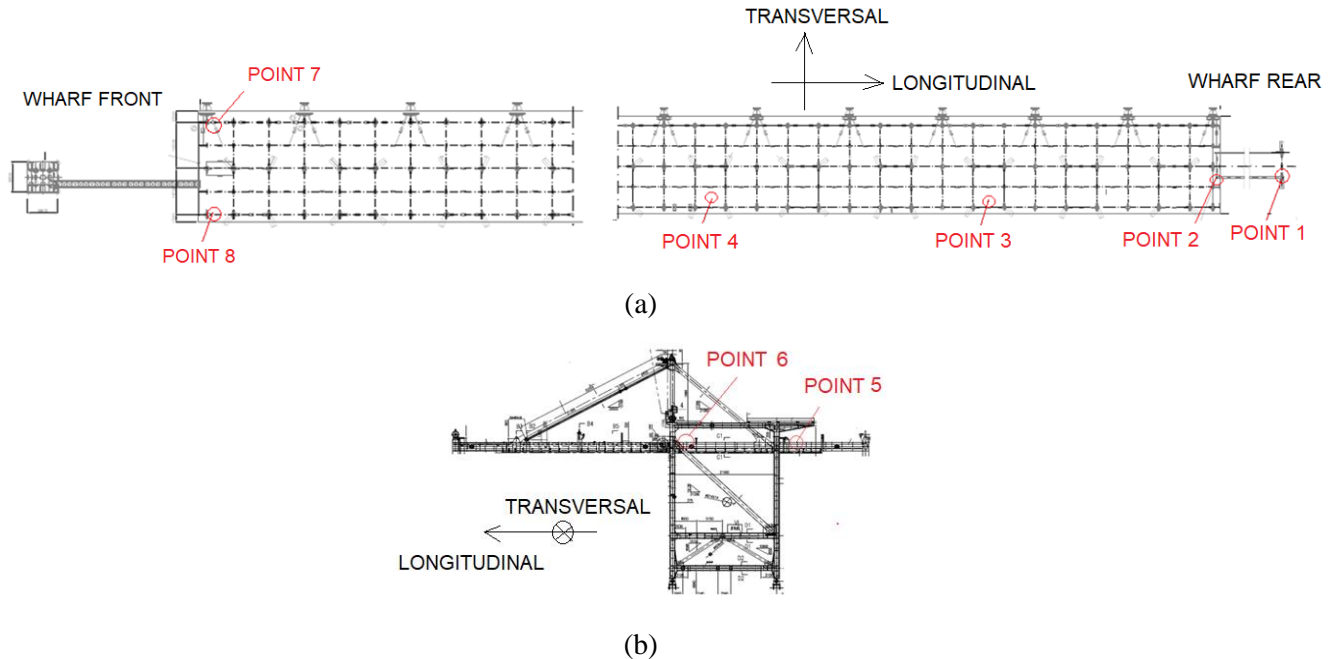 TRANSVERSAL
POINT 7
WHARF FRONT
LONGITUDINAL
WHARF REAR
POINT 8
POINT 4
POINT 3
POINT 2
POINT 1
(a)
POINT 6
POINT 5
TRANSVERSAL
LONGITUDINAL
(b)